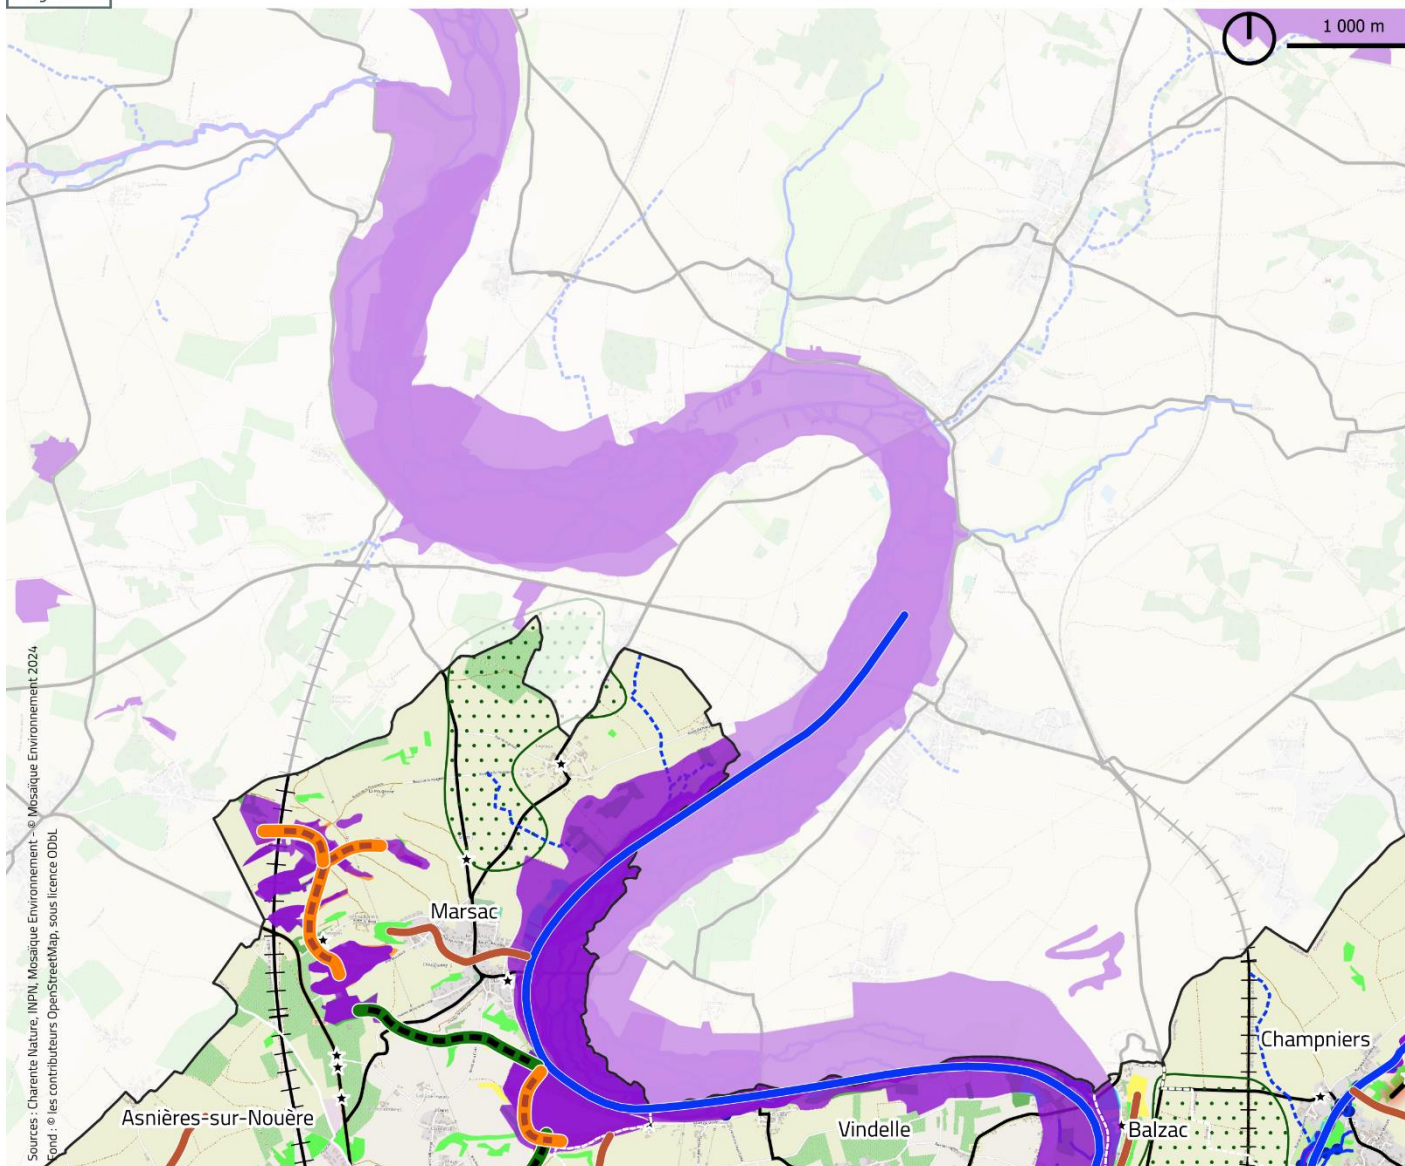 1 000 m
Marsac
Champniers
Asnières-sur-Nouère
Vindelle
Balzac
Sources : Charente Nature, INPN, Mosaïque Environnement - © Mosaïque Environnement 2024
Fond : © les contributeurs OpenStreetMap, sous licence ODbL